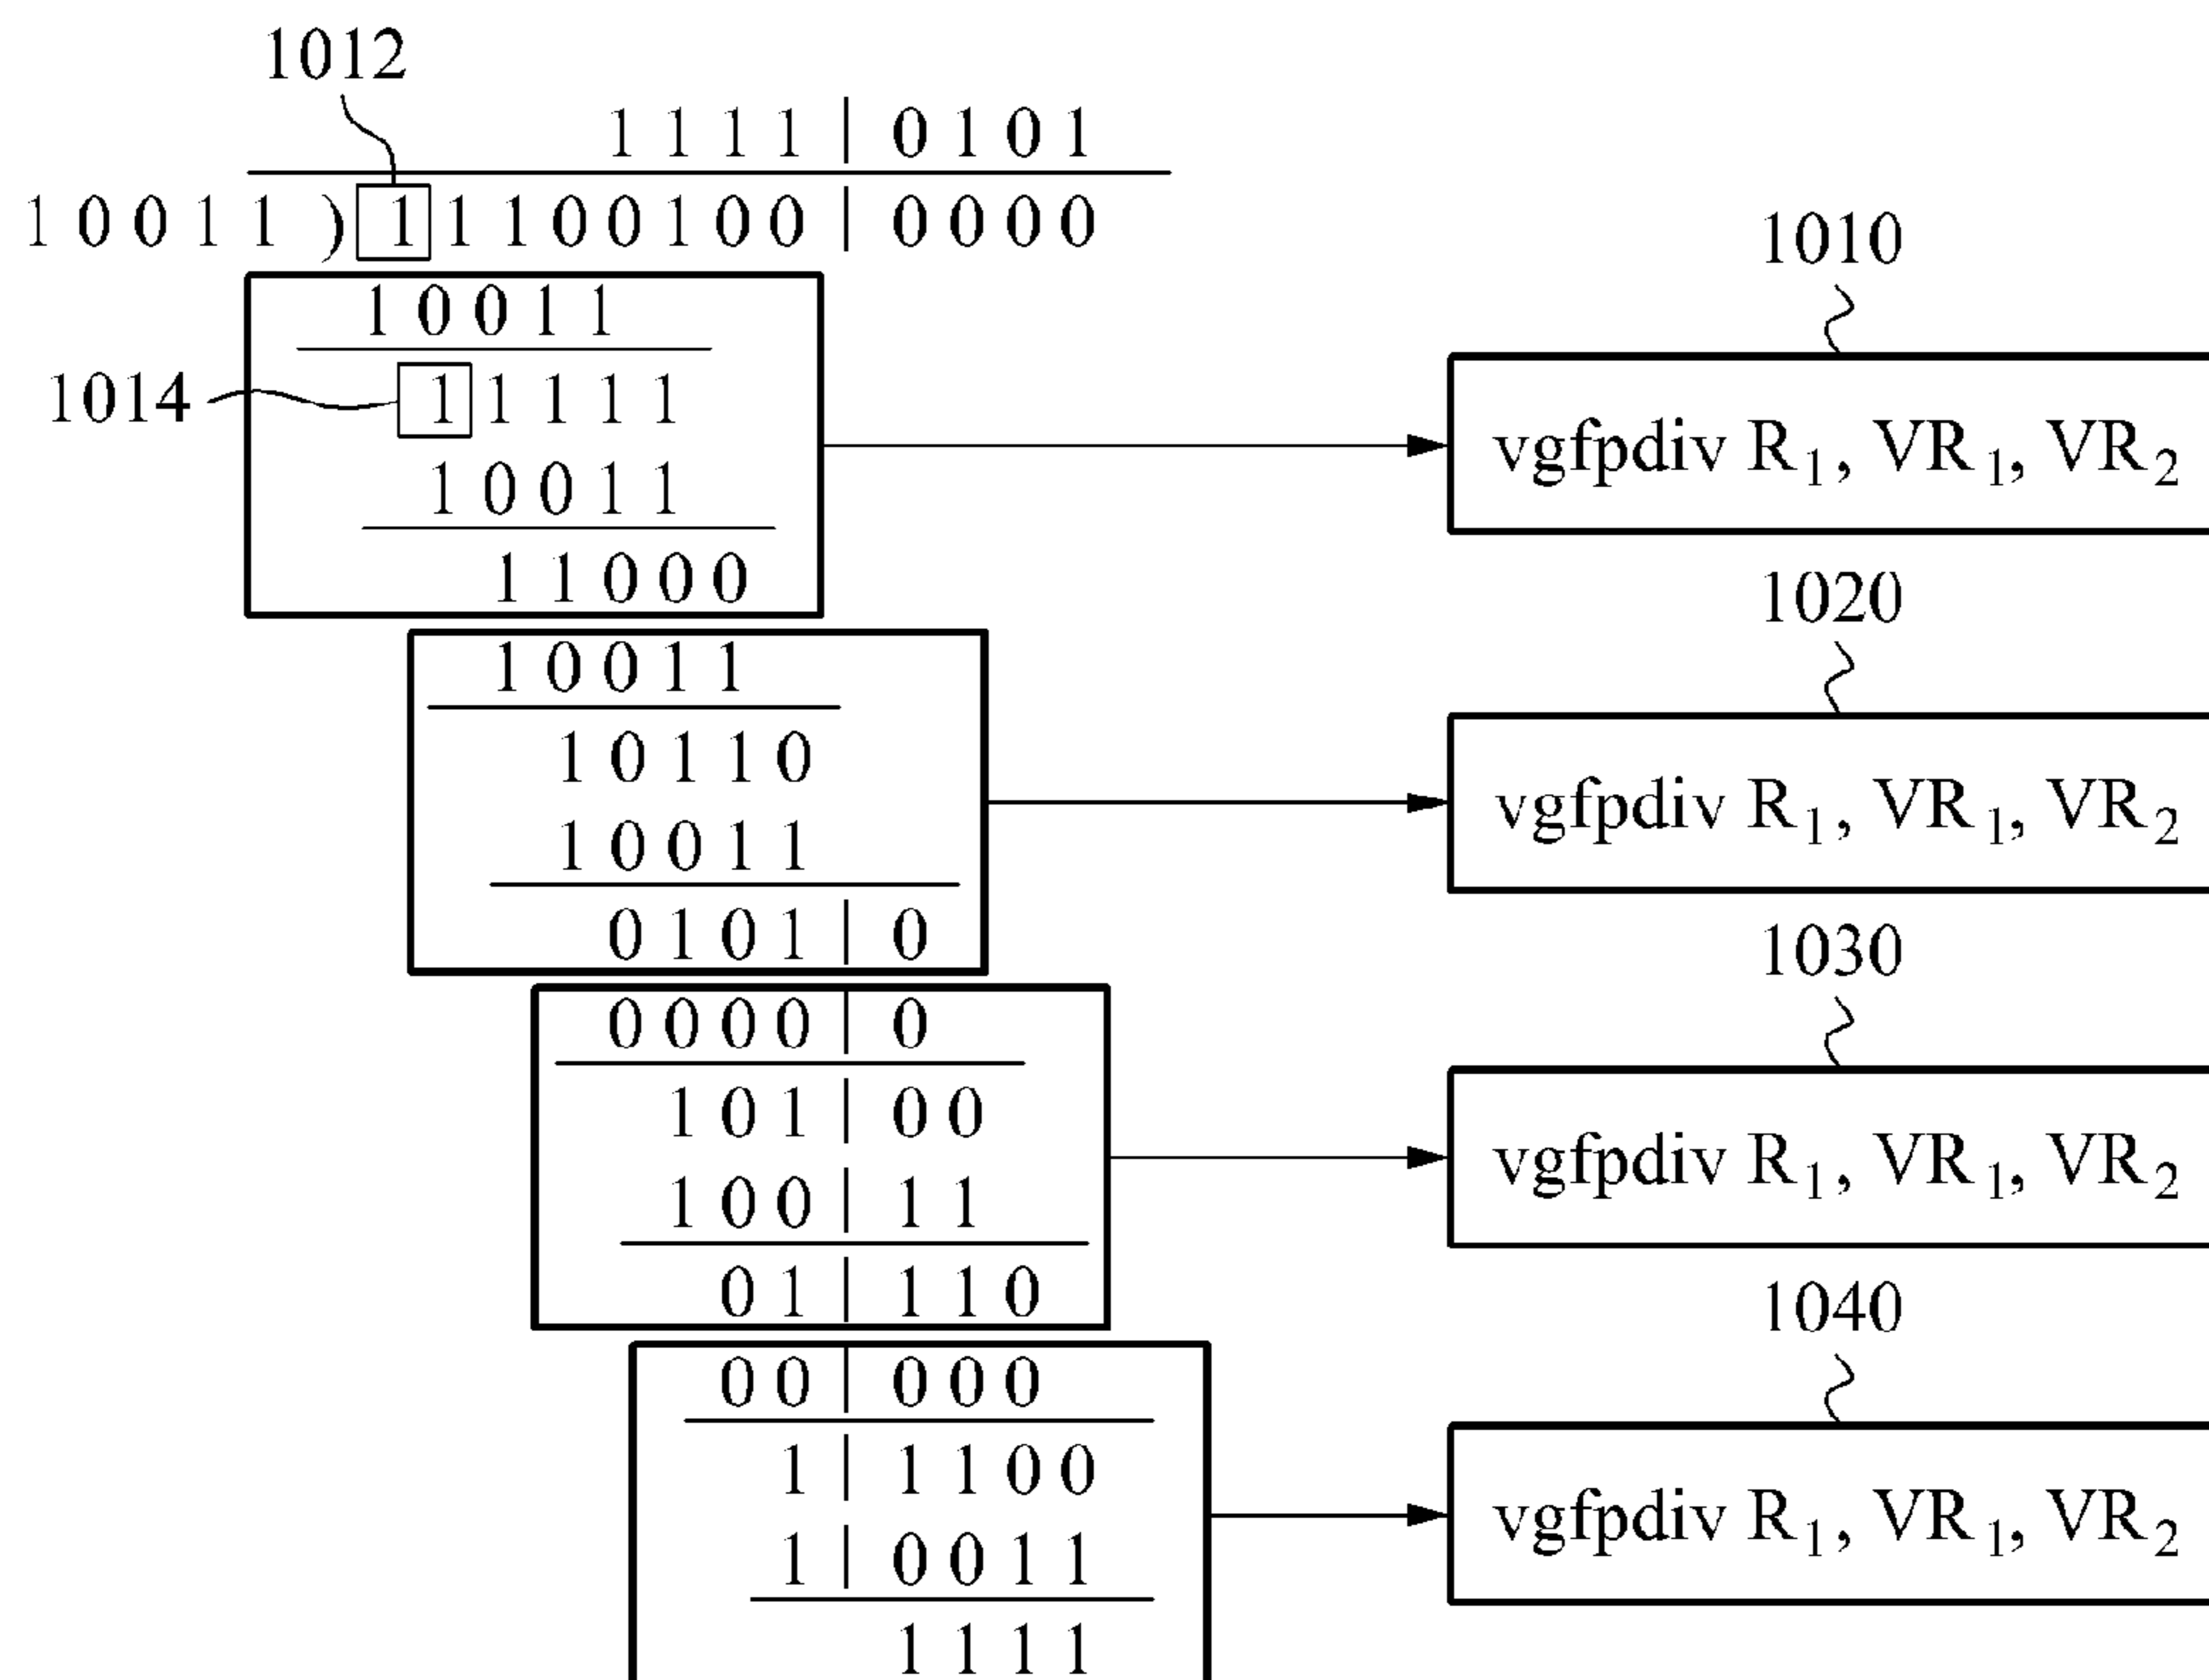 1012
1 1 1 1 | 0 1 0 1
1 0 0 1 1 ) 1 1 1 0 0 1 0 0 | 0 0 0 0
1010
1 0 0 1 1
1014
1 1 1 1 1
vgfpdiv R₁, VR₁, VR₂
1 0 0 1 1
1 1 0 0 0
1020
1 0 0 1 1
1 0 1 1 0
vgfpdiv R₁, VR₁, VR₂
1 0 0 1 1
0 1 0 1 | 0
1030
0 0 0 0 | 0
1 0 1 | 0 0
vgfpdiv R₁, VR₁, VR₂
1 0 0 | 1 1
0 1 | 1 1 0
1040
0 0 | 0 0 0
1 | 1 1 0 0
vgfpdiv R₁, VR₁, VR₂
1 | 0 0 1 1
1 1 1 1